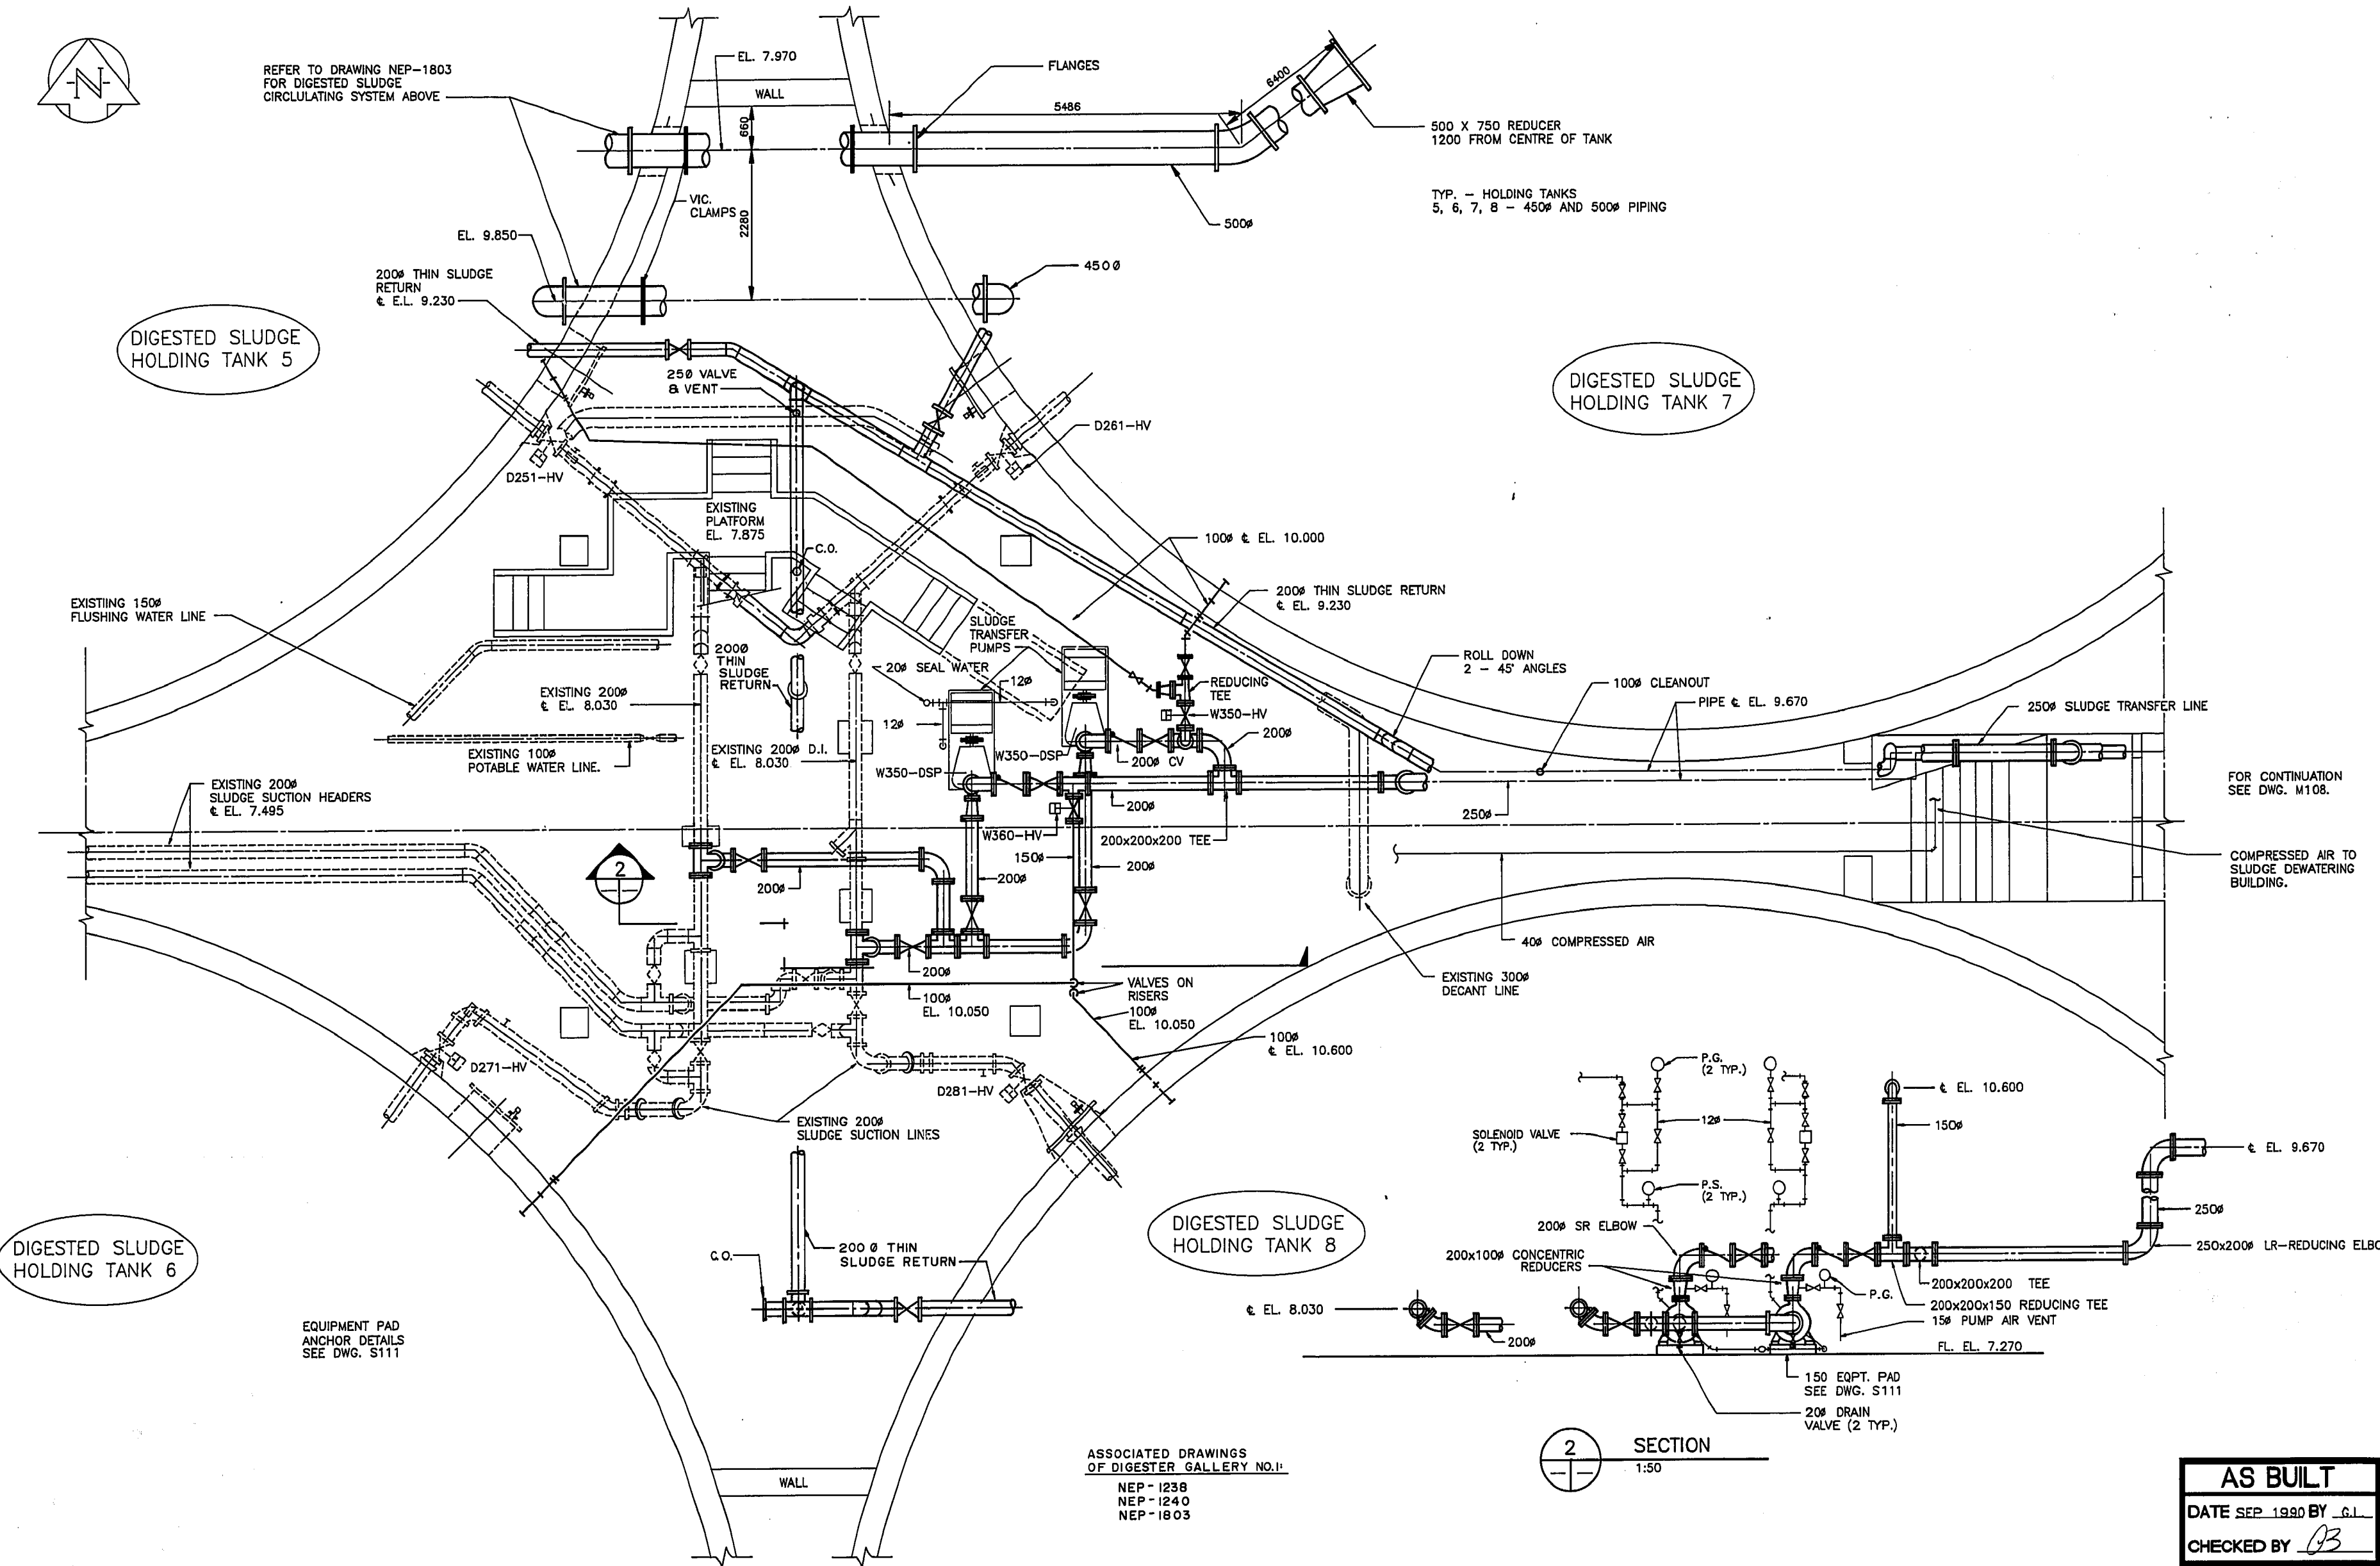 N
REFER TO DRAWING NEP-1803
FOR DIGESTED SLUDGE
CIRCLULATING SYSTEM ABOVE
EL. 7.970
WALL
660
FLANGES
5486
6400
500 X 750 REDUCER
1200 FROM CENTRE OF TANK
TYP. - HOLDING TANKS
5, 6, 7, 8 - 450ø AND 500ø PIPING
VIC.
CLAMPS
2280
500ø
EL. 9.850
200ø THIN SLUDGE
RETURN
℄ E.L. 9.230
450Ø
DIGESTED SLUDGE
HOLDING TANK 5
250 VALVE
& VENT
DIGESTED SLUDGE
HOLDING TANK 7
D261-HV
D251-HV
EXISTING
PLATFORM
EL. 7.875
C.O.
100ø ℄ EL. 10.000
200ø THIN SLUDGE RETURN
℄ EL. 9.230
EXISTIING 150ø
FLUSHING WATER LINE
SLUDGE
TRANSFER
PUMPS
2000
THIN
SLUDGE
RETURN
20ø SEAL WATER
12ø
REDUCING
TEE
ROLL DOWN
2 - 45' ANGLES
100ø CLEANOUT
PIPE ℄ EL. 9.670
250ø SLUDGE TRANSFER LINE
EXISTING 200ø
℄ EL. 8.030
12ø
W350-HV
200ø
EXISTING 100ø
POTABLE WATER LINE.
EXISTING 200ø D.I.
℄ EL. 8.030
W350-DSP
200ø CV
W350-DSP
EXISTING 200ø
SLUDGE SUCTION HEADERS
℄ EL. 7.495
200ø
250ø
FOR CONTINUATION
SEE DWG. M108.
W360-HV
200x200x200 TEE
2
200ø
200ø
150ø
200ø
COMPRESSED AIR TO
SLUDGE DEWATERING
BUILDING.
40ø COMPRESSED AIR
200ø
EXISTING 300ø
DECANT LINE
100ø
EL. 10.050
VALVES ON
RISERS
100ø
EL. 10.050
100ø
℄ EL. 10.600
D271-HV
D281-HV
EXISTING 200ø
SLUDGE SUCTION LINES
P.G.
(2 TYP.)
℄ EL. 10.600
12ø
150ø
SOLENOID VALVE
(2 TYP.)
℄ EL. 9.670
P.S.
(2 TYP.)
250ø
DIGESTED SLUDGE
HOLDING TANK 6
DIGESTED SLUDGE
HOLDING TANK 8
200ø SR ELBOW
200x100ø CONCENTRIC
REDUCERS
250x200ø LR-REDUCING ELBO
C.O.
200 Ø THIN
SLUDGE RETURN
200x200x200 TEE
P.G.
200x200x150 REDUCING TEE
15ø PUMP AIR VENT
℄ EL. 8.030
200ø
FL. EL. 7.270
EQUIPMENT PAD
ANCHOR DETAILS
SEE DWG. S111
150 EQPT. PAD
SEE DWG. S111
20ø DRAIN
VALVE (2 TYP.)
2
SECTION
1:50
WALL
ASSOCIATED DRAWINGS
OF DIGESTER GALLERY NO.1:
NEP-1238
NEP-1240
NEP-1803
AS BUILT
DATE SEP 1990 BY G.I.
CHECKED BY